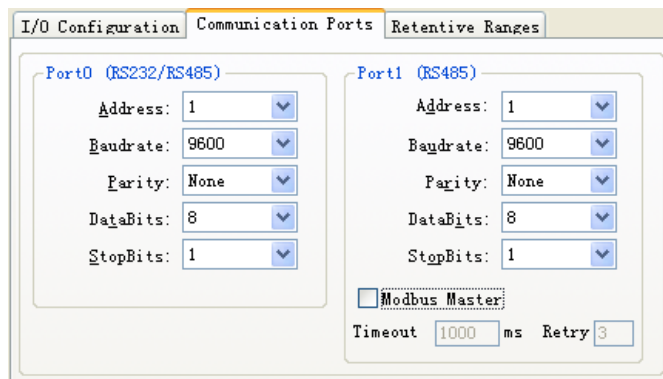 I/O Configuration Communication Ports Retentive Ranges
Port0 (RS232/RS485)
Address: 1
Baudrate: 9600
Parity: None
DataBits: 8
StopBits: 1
Port1 (RS485)
Address: 1
Baudrate: 9600
Parity: None
DataBits: 8
StopBits: 1
Modbus Master
Timeout 1000 ms Retry 3